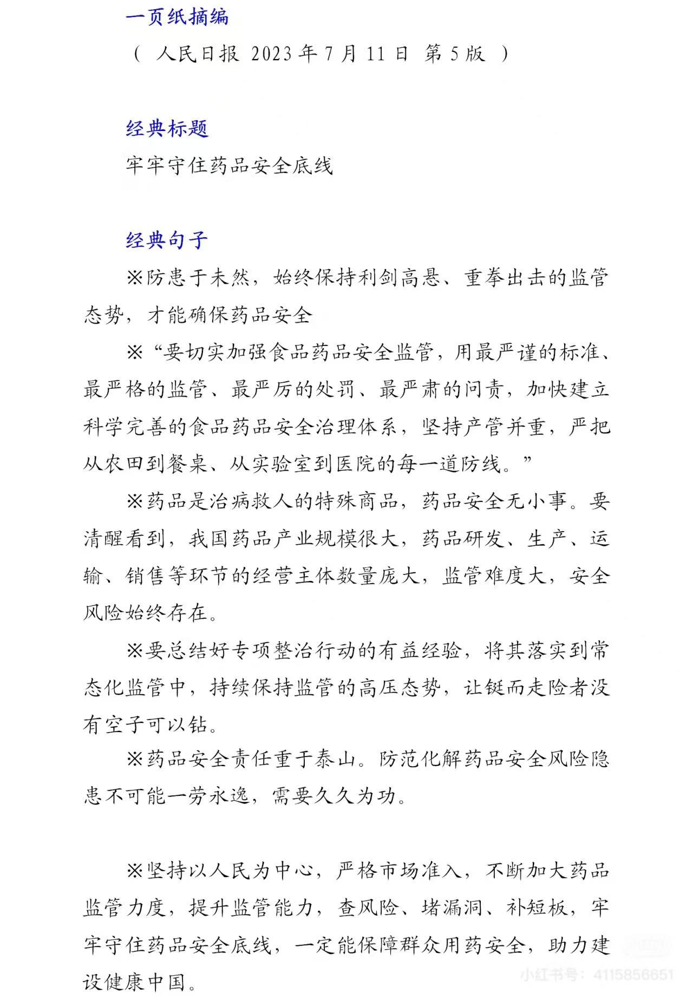 一页纸摘编
（ 人民日报 2023 年 7 月 11 日 第 5 版 ）
经典标题
牢牢守住药品安全底线
经典句子
※防患于未然，始终保持利剑高悬、重拳出击的监管
态势，才能确保药品安全
※“要切实加强食品药品安全监管，用最严谨的标准、
最严格的监管、最严厉的处罚、最严肃的问责，加快建立
科学完善的食品药品安全治理体系，坚持产管并重，严把
从农田到餐桌、从实验室到医院的每一道防线。”
※药品是治病救人的特殊商品，药品安全无小事。要
清醒看到，我国药品产业规模很大，药品研发、生产、运
输、销售等环节的经营主体数量庞大，监管难度大，安全
风险始终存在。
※要总结好专项整治行动的有益经验，将其落实到常
态化监管中，持续保持监管的高压态势，让铤而走险者没
有空子可以钻。
※药品安全责任重于泰山。防范化解药品安全风险隐
患不可能一劳永逸，需要久久为功。
※坚持以人民为中心，严格市场准入，不断加大药品
监管力度，提升监管能力，查风险、堵漏洞、补短板，牢
牢守住药品安全底线，一定能保障群众用药安全，助力建
设健康中国。
小红书号：4115856651